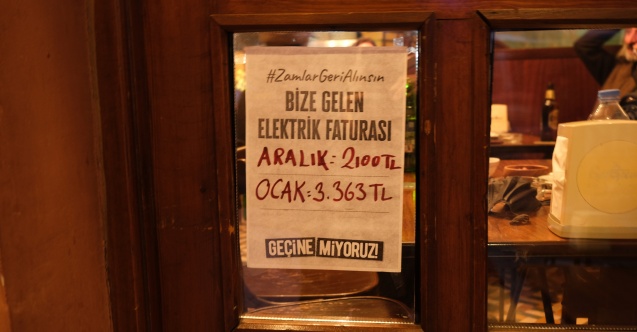 #ZamlarGeriAlınsın
BİZE GELEN
ELEKTRİK FATURASI
ARALIK = 2100TL
OCAK = 3.363TL
GEÇİNE MİYORUZ!